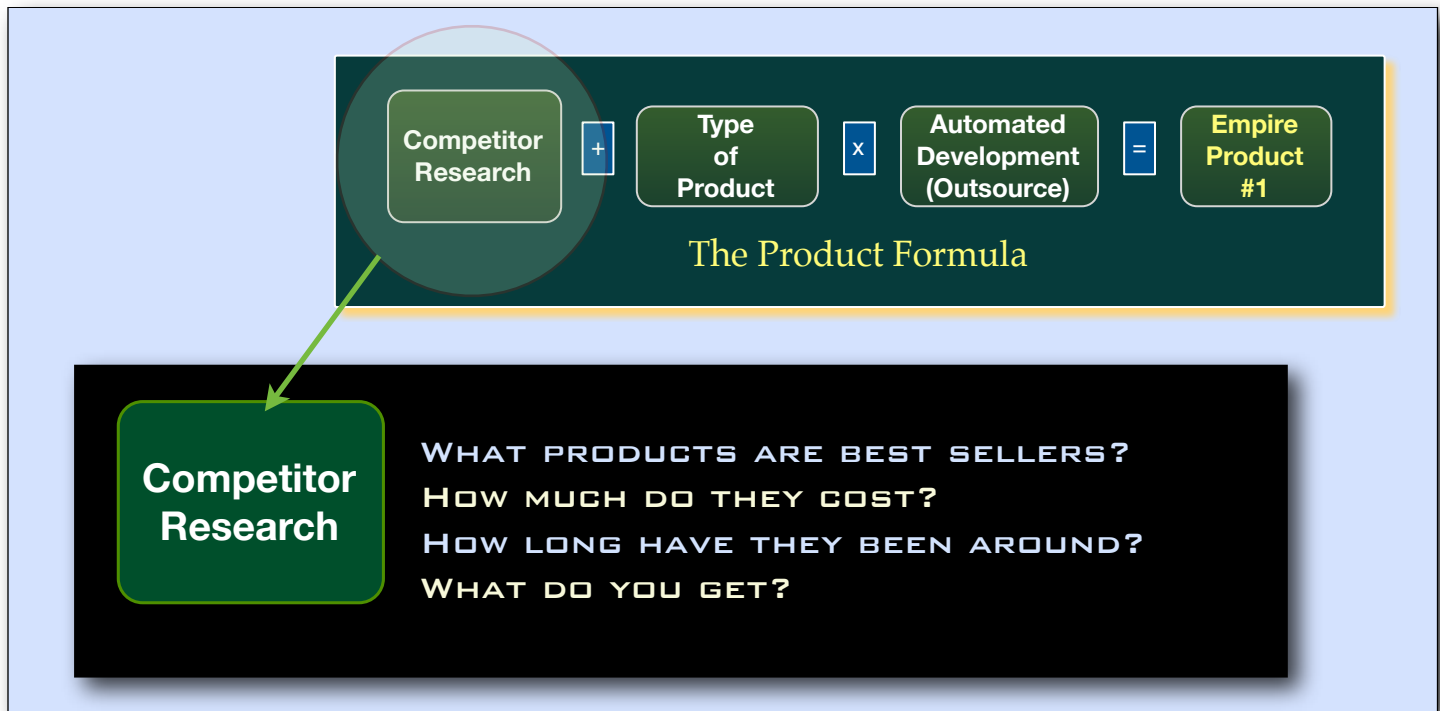 Competitor
Research
+
Type
of
Product
x
Automated
Development
(Outsource)
=
Empire
Product
#1
The Product Formula
Competitor
Research
What products are best sellers?
How much do they cost?
How long have they been around?
What do you get?